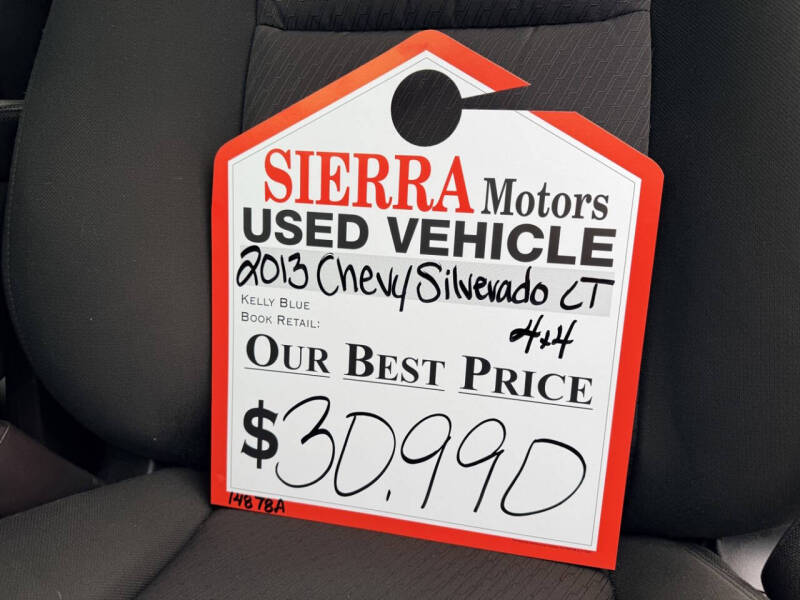 SIERRA Motors
USED VEHICLE
2013 Chevy Silverado LT
KELLY BLUE
BOOK RETAIL:
4x4
OUR BEST PRICE
$30,990
14878A